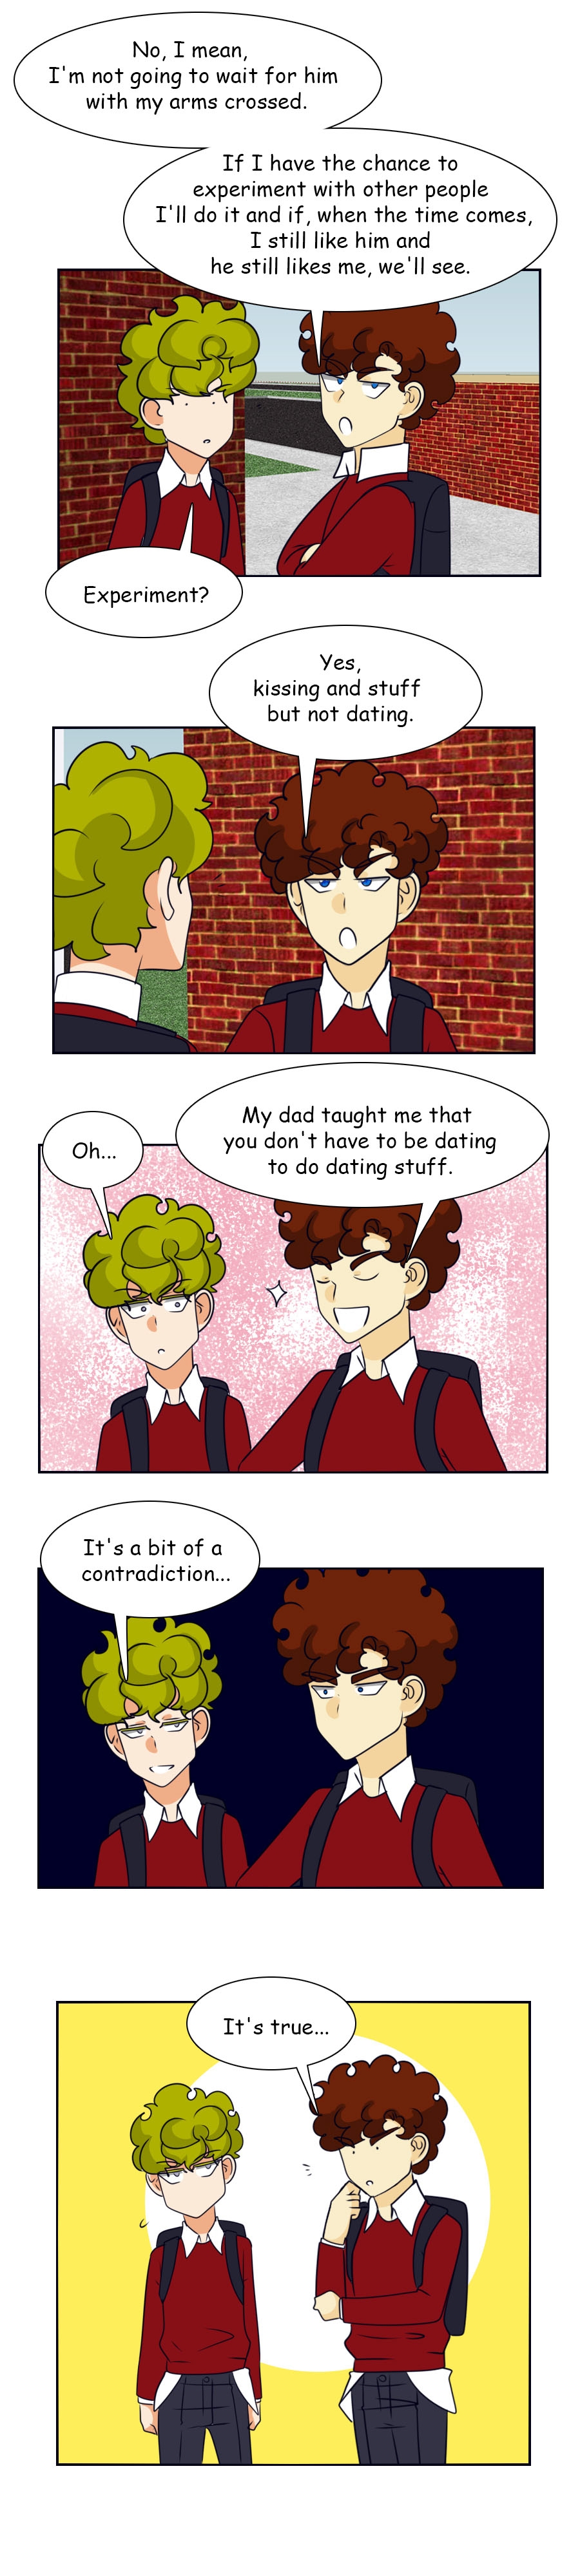 No, I mean,
I'm not going to wait for him
with my arms crossed.
If I have the chance to
experiment with other people
I'll do it and if, when the time comes,
I still like him and
he still likes me, we'll see.
Experiment?
Yes,
kissing and stuff
but not dating.
Oh...
My dad taught me that
you don't have to be dating
to do dating stuff.
It's a bit of a
contradiction...
It's true...